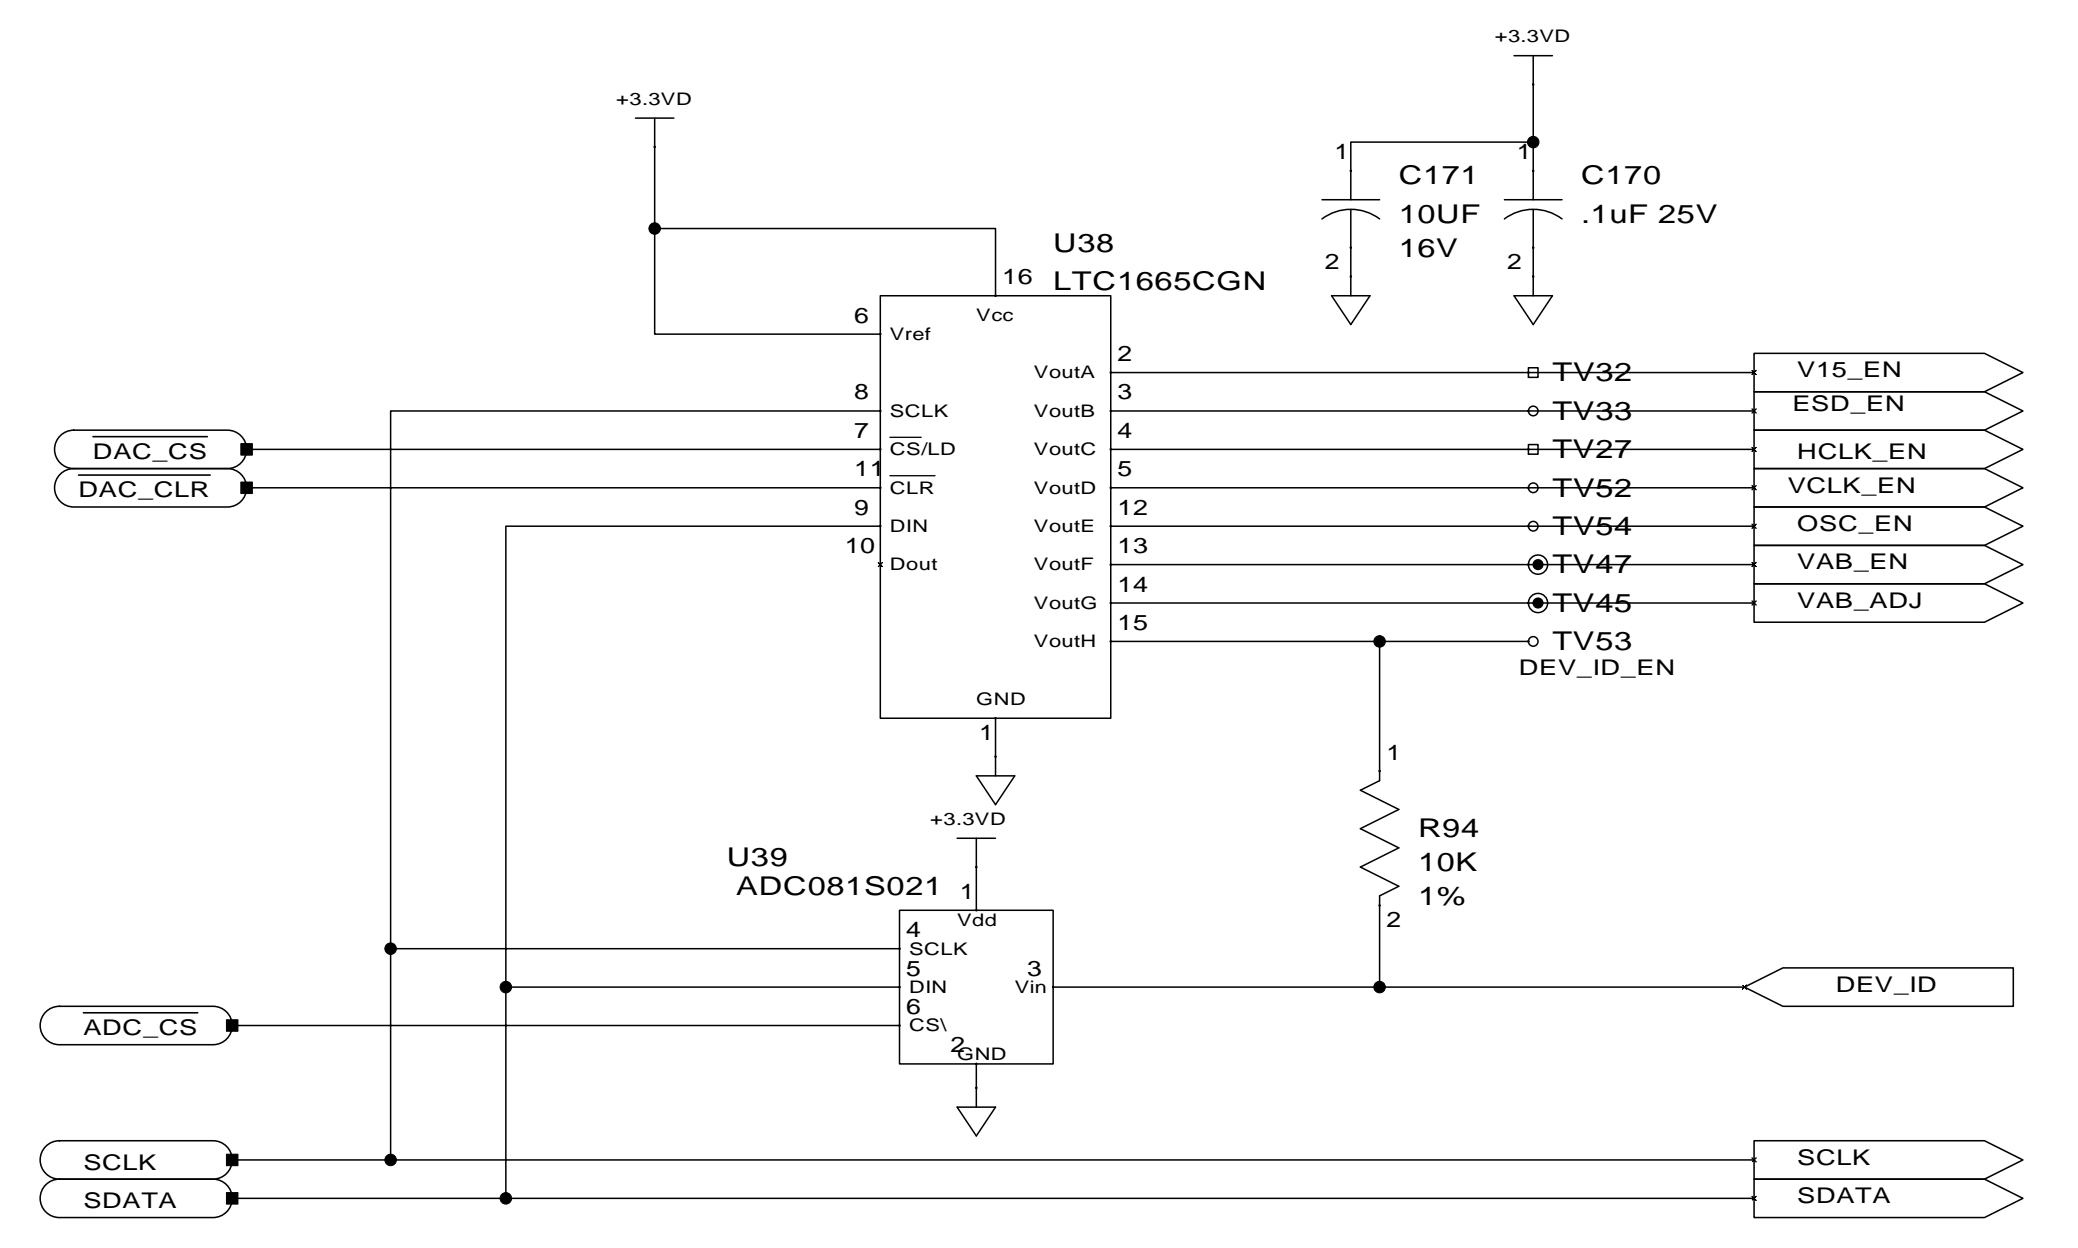 +3.3VD
+3.3VD
1
1
C171
10UF
16V
2
C170
.1uF 25V
2
U38
LTC1665CGN
16
Vcc
6
Vref
8
SCLK
7
CS/LD
11
CLR
9
DIN
10
Dout
2
VoutA
3
VoutB
4
VoutC
5
VoutD
12
VoutE
13
VoutF
14
VoutG
15
VoutH
GND
1
DAC_CS
DAC_CLR
TV32
V15_EN
TV33
ESD_EN
TV27
HCLK_EN
TV52
VCLK_EN
TV54
OSC_EN
TV47
VAB_EN
TV45
VAB_ADJ
TV53
DEV_ID_EN
1
R94
10K
1%
2
+3.3VD
U39
ADC081S021
1
Vdd
4
SCLK
5
DIN
6
CS\
2
GND
3
Vin
DEV_ID
ADC_CS
SCLK
SDATA
SCLK
SDATA